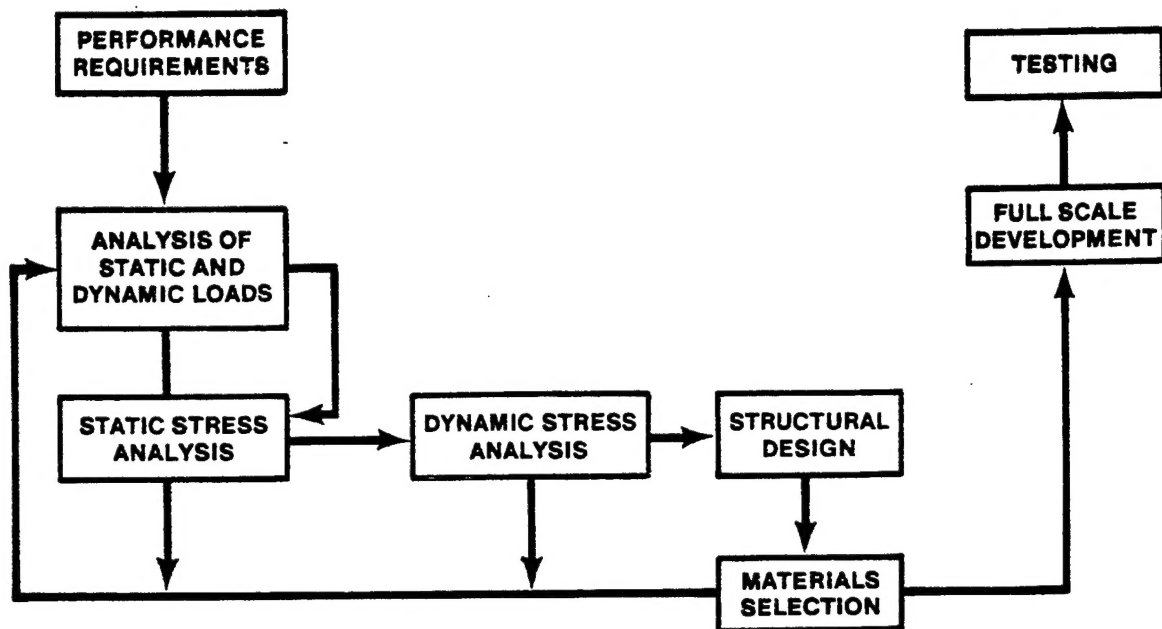 PERFORMANCE
REQUIREMENTS
TESTING
FULL SCALE
DEVELOPMENT
ANALYSIS OF
STATIC AND
DYNAMIC LOADS
STATIC STRESS
ANALYSIS
DYNAMIC STRESS
ANALYSIS
STRUCTURAL
DESIGN
MATERIALS
SELECTION